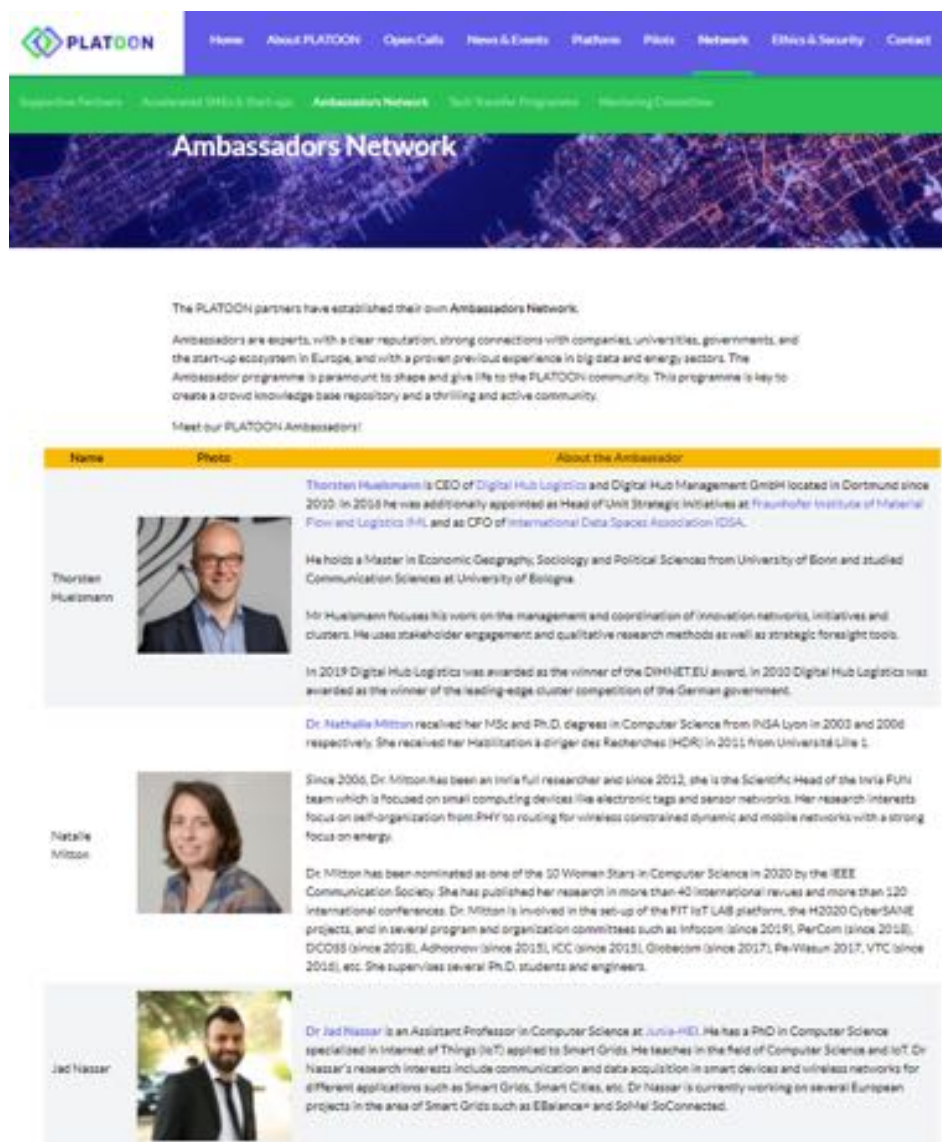 PLATOON
Home About PLATOON Open Calls News & Events Platform Pilots Network Ethics & Security Contact
Supportive Partners Accelerated SMEs & Start-ups Ambassadors Network Tech Transfer Programme Mentoring Committee
Ambassadors Network
The PLATOON partners have established their own Ambassadors Network.
Ambassadors are experts, with a clear reputation, strong connections with companies, universities, governments, and
the start-up ecosystem in Europe, and with a proven previous experience in big data and energy sectors. The
Ambassador programme is paramount to shape and give life to the PLATOON community. This programme is key to
create a crowd knowledge base repository and a thrilling and active community.
Meet our PLATOON Ambassadors!
Name Photo About the Ambassador
Thorsten
Huelsmann
Thorsten Huelsmann is CEO of Digital Hub Logistics and Digital Hub Management GmbH located in Dortmund since
2010. In 2016 he was additionally appointed as Head of Unit Strategic Initiatives at Fraunhofer Institute of Material
Flow and Logistics IML and as CFO of International Data Spaces Association IDSA.
He holds a Master in Economic Geography, Sociology and Political Sciences from University of Bonn and studied
Communication Sciences at University of Bologna.
Mr Huelsmann focuses his work on the management and coordination of innovation networks, initiatives and
clusters. He uses stakeholder engagement and qualitative research methods as well as strategic foresight tools.
In 2019 Digital Hub Logistics was awarded as the winner of the DIHNET.EU award, in 2010 Digital Hub Logistics was
awarded as the winner of the leading-edge cluster competition of the German government.
Natalie
Mitton
Dr. Nathalie Mitton received her MSc and Ph.D. degrees in Computer Science from INSA Lyon in 2003 and 2006
respectively. She received her Habilitation à diriger des Recherches (HDR) in 2011 from Université Lille 1.
Since 2006, Dr. Mitton has been an Inria full researcher and since 2012, she is the Scientific Head of the Inria FUN
team which is focused on small computing devices like electronic tags and sensor networks. Her research interests
focus on self-organization from PHY to routing for wireless constrained dynamic and mobile networks with a strong
focus on energy.
Dr. Mitton has been nominated as one of the 10 Women Stars in Computer Science in 2020 by the IEEE
Communication Society. She has published her research in more than 40 international revues and more than 120
international conferences. Dr. Mitton is involved in the set-up of the FIT IoT LAB platform, the H2020 CyberSANE
projects, and in several program and organization committees such as Infocom (since 2019), PerCom (since 2018),
DCOSS (since 2018), Adhocnow (since 2015), ICC (since 2015), Globecom (since 2017), Pe-Wasun 2017, VTC (since
2016), etc. She supervises several Ph.D. students and engineers.
Jad Nassar
Dr Jad Nassar is an Assistant Professor in Computer Science at Junia-HEI. He has a PhD in Computer Science
specialized in Internet of Things (IoT) applied to Smart Grids. He teaches in the field of Computer Science and IoT. Dr
Nassar's research interests include communication and data acquisition in smart devices and wireless networks for
different applications such as Smart Grids, Smart Cities, etc. Dr Nassar is currently working on several European
projects in the area of Smart Grids such as EBalance+ and SoMel SoConnected.